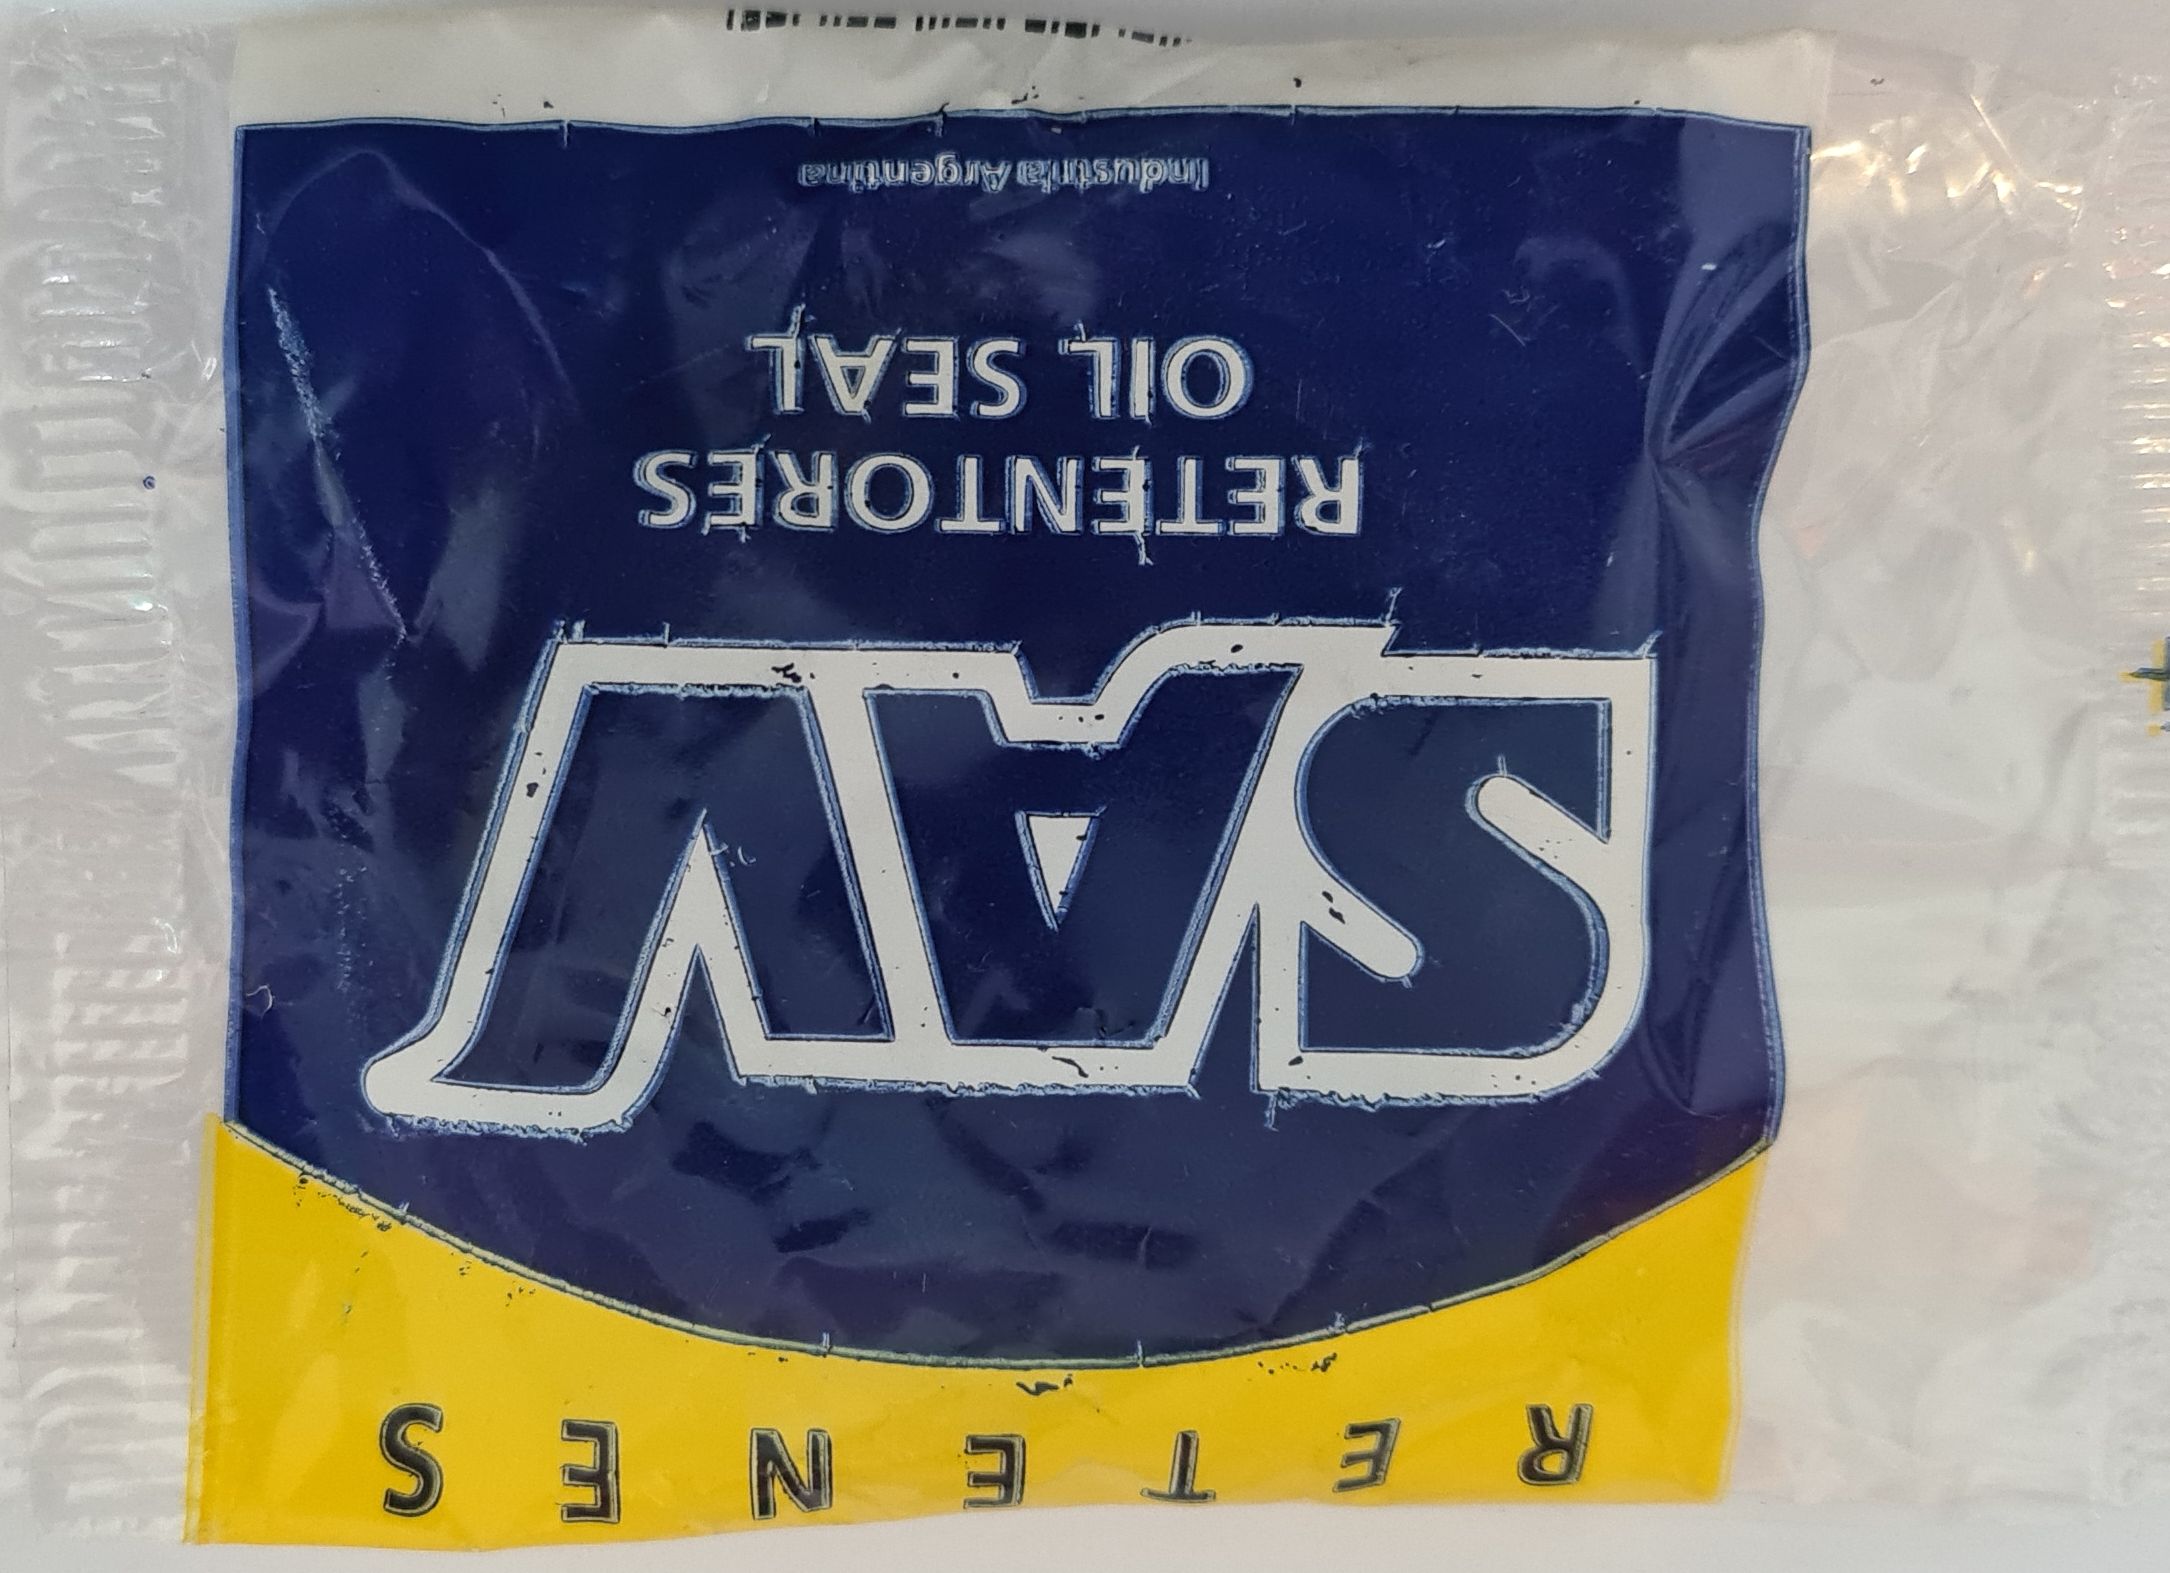 RETENES
SAV
RETENTORES
OIL SEAL
Industria Argentina